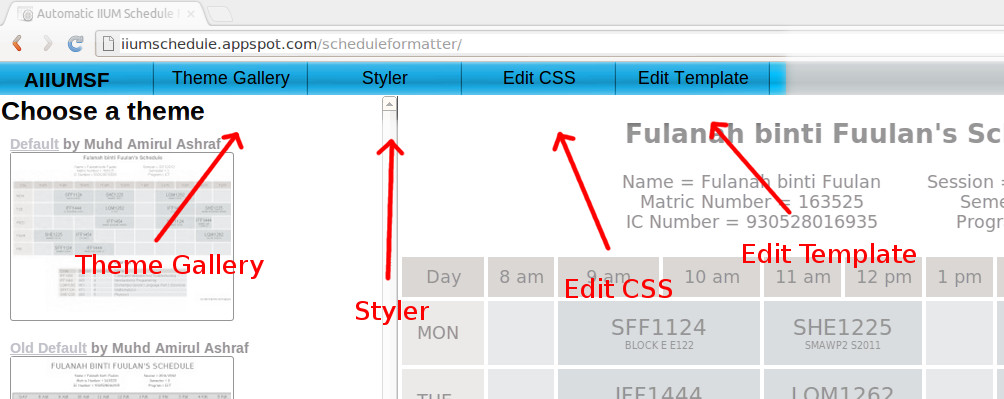 Automatic IIUM Schedule |
iiumschedule.appspot.com/scheduleformatter/
AIIUMSF
Theme Gallery
Styler
Edit CSS
Edit Template
Choose a theme
Default by Muhd Amirul Ashraf
Fulanah binti Fuulan's Schedule
Old Default by Muhd Amirul Ashraf
FULANAH BINTI FUULAN'S SCHEDULE
Theme Gallery
Styler
Edit CSS
Edit Template
Fulanah binti Fuulan's Sc
Name = Fulanah binti Fuulan
Session =
Matric Number = 163525
Seme
IC Number = 930528016935
Progr
Day 8 am 9 am 10 am 11 am 12 pm 1 pm
MON
SFF1124
BLOCK E E122
SHE1225
SMAWP2 S2011
TUE
IFF1444
LQM1262